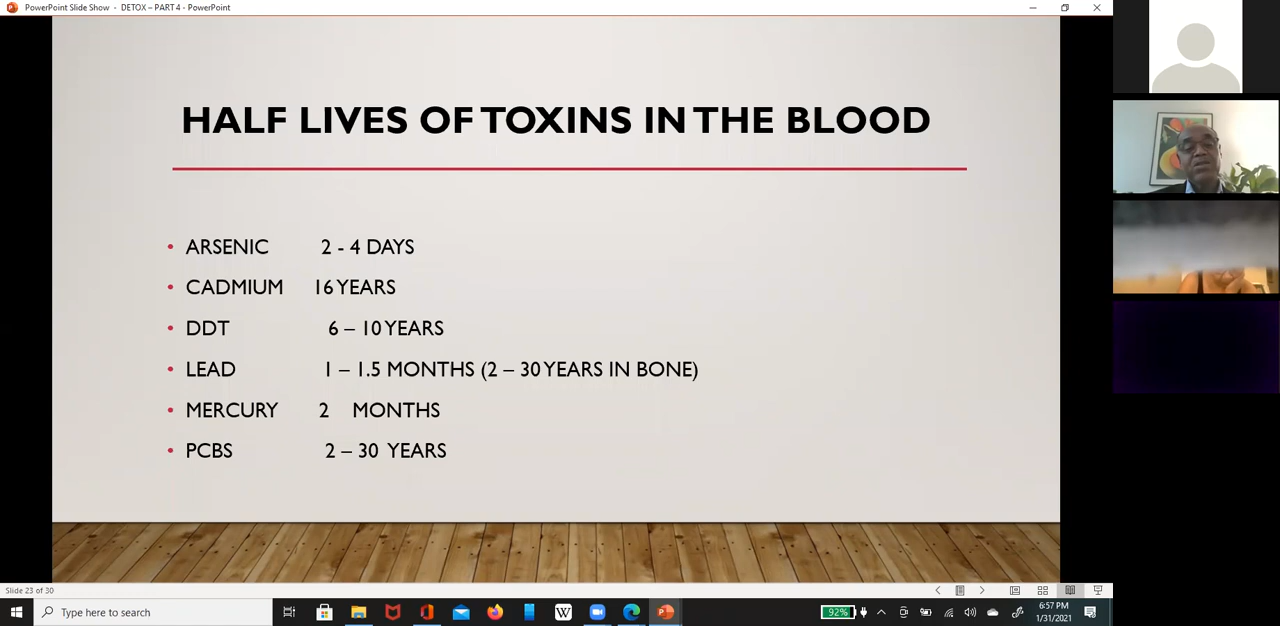 PowerPoint Slide Show - DETOX – PART 4 - PowerPoint
HALF LIVES OF TOXINS IN THE BLOOD
• ARSENIC 2 - 4 DAYS
• CADMIUM 16 YEARS
• DDT 6 – 10 YEARS
• LEAD 1 – 1.5 MONTHS (2 – 30 YEARS IN BONE)
• MERCURY 2 MONTHS
• PCBS 2 – 30 YEARS
Slide 23 of 30
Type here to search
W
92%
6:57 PM
1/31/2021